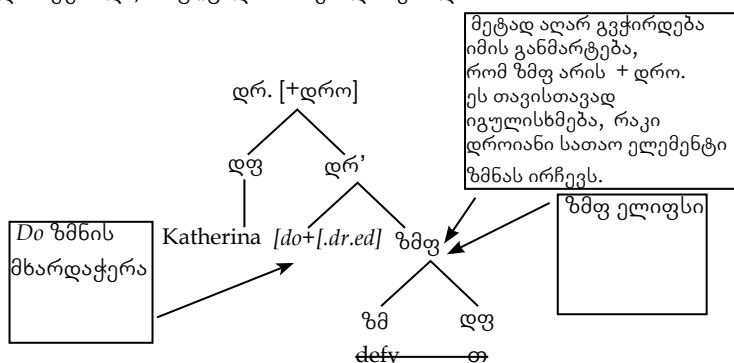 მეტად აღარ გვჭირდება
იმის განმარტება,
რომ ზმფ არის + დრო.
ეს თავისთავად
იგულისხმება, რაკი
დროიანი სათაო ელემენტი
ზმნას ირჩევს.
დრ. [+დრო]
დფ დრ’
ზმფ ელიფსი
Do ზმნის
მხარდაჭერა
Katherina [do+[.dr.ed] ზმფ
ზმ დფ
defy თ